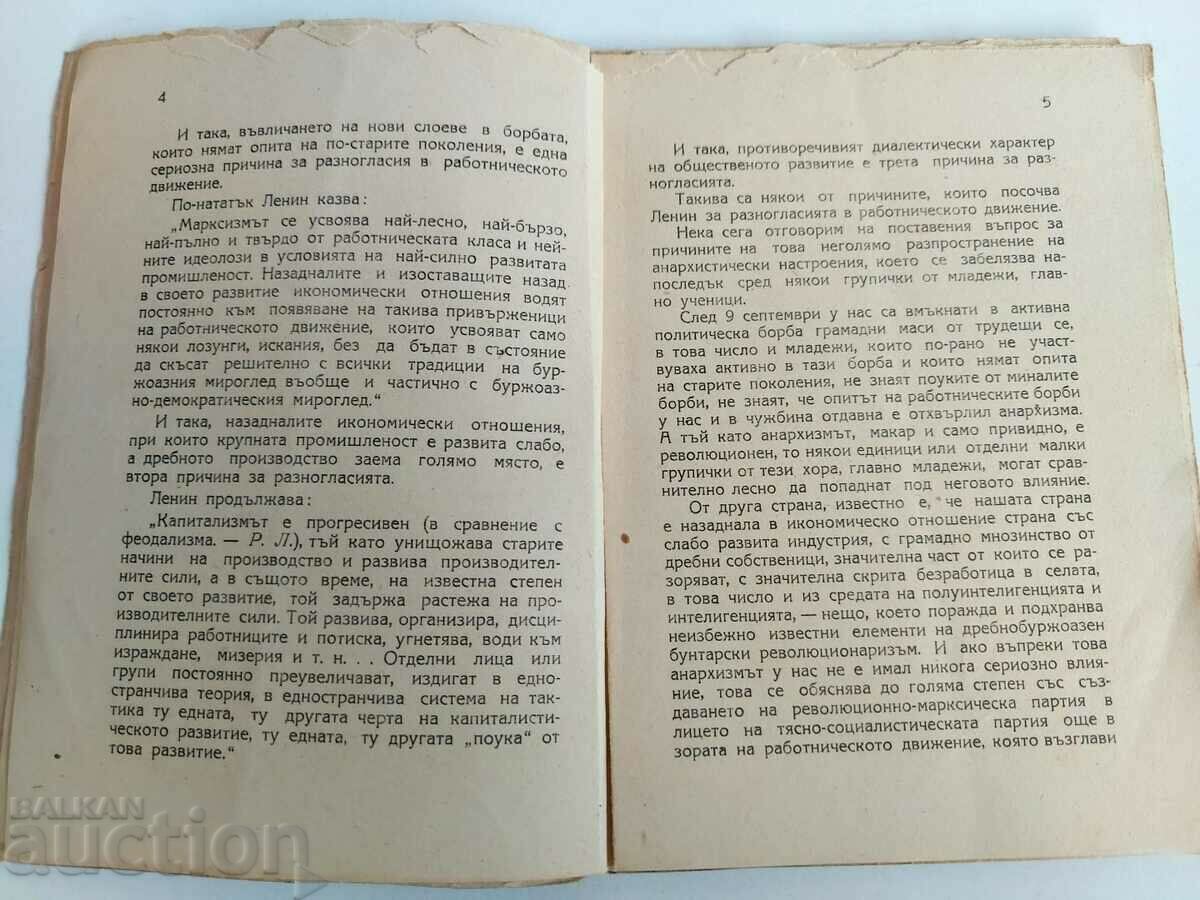 4
И така, въвличането на нови слоеве в борбата,
които нямат опита на по-старите поколения, е една
сериозна причина за разногласия в работническото
движение.
По-нататък Ленин казва:
„Марксизмът се усвоява най-лесно, най-бързо,
най-пълно и твърдо от работническата класа и ней-
ните идеолози в условията на най-силно развитата
промишленост. Назадналите и изоставащите назад
в своето развитие икономически отношения водят
постоянно към появяване на такива привърженици
на работническото движение, които усвояват само
някои лозунги, искания, без да бъдат в състояние
да скъсат решително с всички традиции на бур-
жоазния мироглед въобще и частично с буржоаз-
но-демократическия мироглед.“
И така, назадналите икономически отношения,
при които крупната промишленост е развита слабо,
а дребното производство заема голямо място, е
втора причина за разногласията.
Ленин продължава:
„Капитализмът е прогресивен (в сравнение с
феодализма. — Р. Л.), тъй като унищожава старите
начини на производство и развива производител-
ните сили, а в същото време, на известна степен
от своето развитие, той задържа растежа на про-
изводителните сили. Той развива, организира, дисци-
плинира работниците и потиска, угнетява, води към
израждане, мизерия и т. н. . . Отделни лица или
групи постоянно преувеличават, издигат в едно-
странчива теория, в едностранчива система на так-
тика ту едната, ту другата черта на капиталисти-
ческото развитие, ту едната, ту другата „поука“ от
това развитие.“
5
И така, противоречивият диалектически характер
на общественото развитие е трета причина за раз-
ногласията.
Такива са някои от причините, които посочва
Ленин за разногласията в работническото движение.
Нека сега отговорим на поставения въпрос за
причините на това неголямо разпространение на
анархистически настроения, което се забелязва на-
последък сред някои групички от младежи, глав-
но ученици.
След 9 септември у нас са вмъкнати в активна
политическа борба грамадни маси от трудещи се,
в това число и младежи, които по-рано не участ-
вуваха активно в тази борба и които нямат опита
на старите поколения, не знаят поуките от миналите
борби, не знаят, че опитът на работническите борби
у нас и в чужбина отдавна е отхвърлил анархизма.
А тъй като анархизмът, макар и само привидно, е
революционен, то някои единици или отделни малки
групички от тези хора, главно младежи, могат срав-
нително лесно да попаднат под неговото влияние.
От друга страна, известно е, че нашата страна
е назаднала в икономическо отношение страна със
слабо развита индустрия, с грамадно множинство от
дребни собственици, значителна част от които се ра-
зоряват, с значителна скрита безработица в селата,
в това число и из средата на полуинтелигенцията и
интелигенцията, — нещо, което поражда и подхранва
неизбежно известни елементи на дребнобуржоазен
бунтарски революционаризъм. И ако въпреки това
анархизмът у нас не е имал никога сериозно влия-
ние, това се обяснява до голяма степен със съз-
даването на революционно-марксическа партия в
лицето на тясно-социалистическата партия още в
зората на работническото движение, която възглави
BALKAN
auction